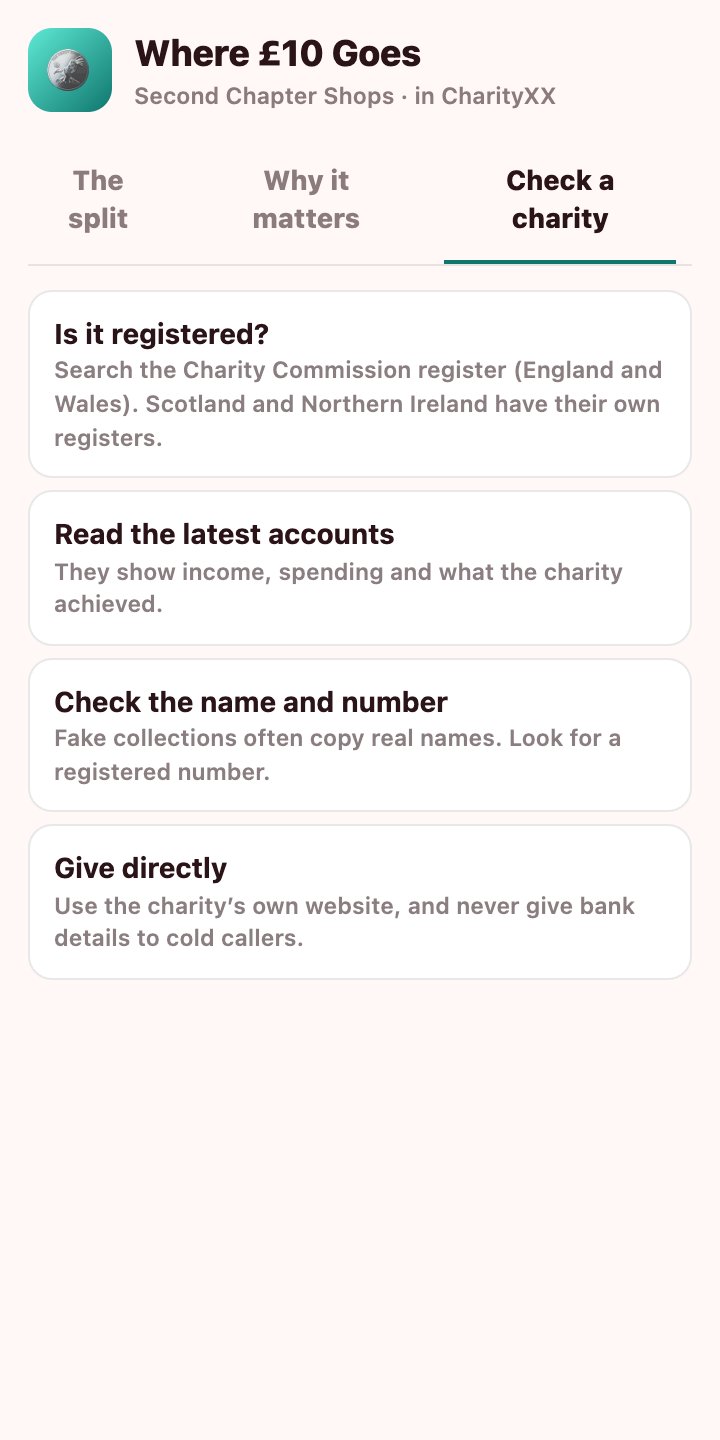 Where £10 Goes
Second Chapter Shops · in CharityXX
The
split
Why it
matters
Check a
charity
Is it registered?
Search the Charity Commission register (England and
Wales). Scotland and Northern Ireland have their own
registers.
Read the latest accounts
They show income, spending and what the charity
achieved.
Check the name and number
Fake collections often copy real names. Look for a
registered number.
Give directly
Use the charity’s own website, and never give bank
details to cold callers.